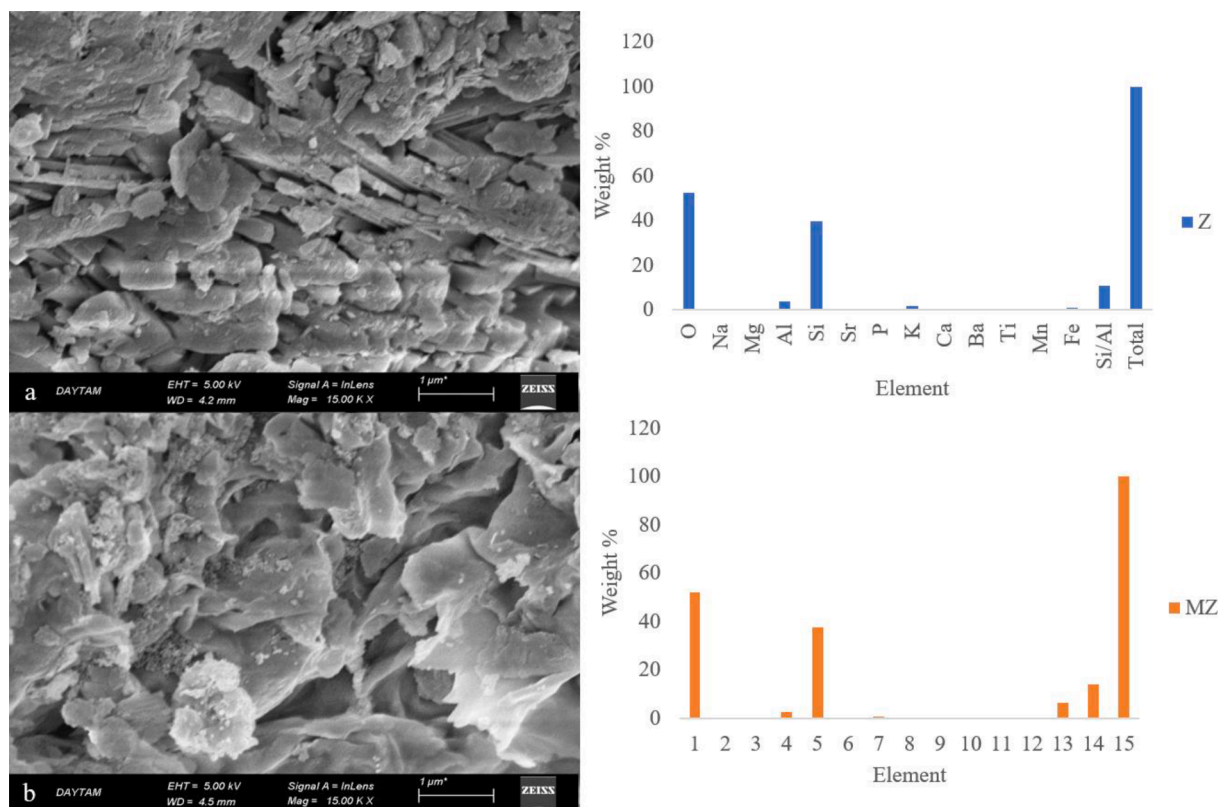 a
DAYTAM
EHT = 5.00 kV
WD = 4.2 mm
Signal A = InLens
Mag = 15.00 K X
1 µm*
ZEISS
120
100
80
60
40
20
0
Weight %
O Na Mg Al Si Sr P K Ca Ba Ti Mn Fe Si/Al Total
Element
Z
b
DAYTAM
EHT = 5.00 kV
WD = 4.5 mm
Signal A = InLens
Mag = 15.00 K X
1 µm*
ZEISS
120
100
80
60
40
20
0
Weight %
1 2 3 4 5 6 7 8 9 10 11 12 13 14 15
Element
MZ